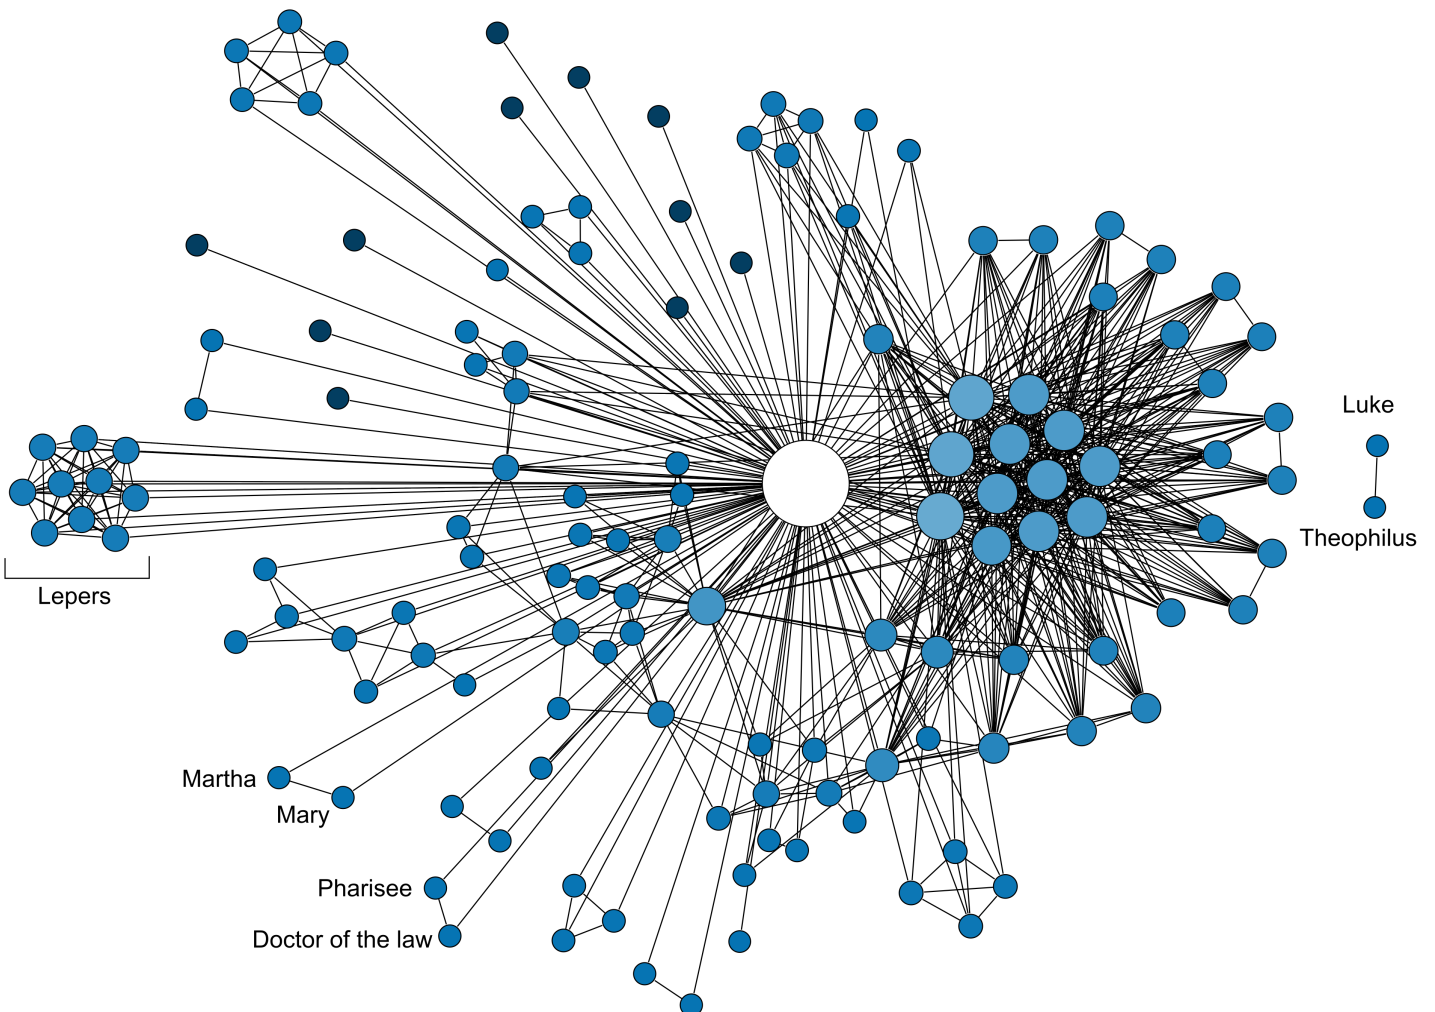 Luke
Theophilus
Lepers
Martha
Mary
Pharisee
Doctor of the law